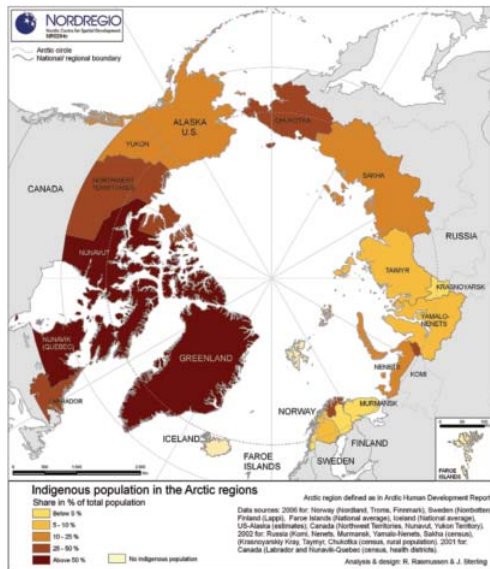 NORDREGIO
Nordic Centre for Spatial Development
Arctic circle
National/ regional boundary
ALASKA
U.S.
CHUKOTKA
YUKON
NORTHWEST
TERRITORIES
CANADA
SAKHA
RUSSIA
NUNAVUT
TAIMYR
KRASNOYARSK
YAMALO-
NENETS
NUNAVIK
(QUEBEC)
GREENLAND
NENETS
KOMI
LABRADOR
MURMANSK
NORWAY
ICELAND
FINLAND
FAROE
ISLANDS
SWEDEN
FAROE
ISLANDS
Indigenous population in the Arctic regions
Share in % of total population
Below 5 %
5 - 10 %
10 - 25 %
25 - 50 %
Above 50 %
No indigenous population
Arctic region defined as in Arctic Human Development Report
Data sources: 2006 for: Norway (Nordland, Troms, Finnmark), Sweden (Norrbotten),
Finland (Lappi), Faroe Islands (National average), Iceland (National average),
US-Alaska (estimates). Canada (Northwest Territories, Nunavut, Yukon Territory).
2002 for: Russia (Komi, Nenets, Murmansk, Yamalo-Nenets, Sakha (census),
(Krasnoyarskiy Kray, Taymyr, Chukotka (census, rural population). 2001 for:
Canada (Labrador and Nunavik-Quebec (census, health districts).
Analysis & design: R. Rasmussen & J. Sterling